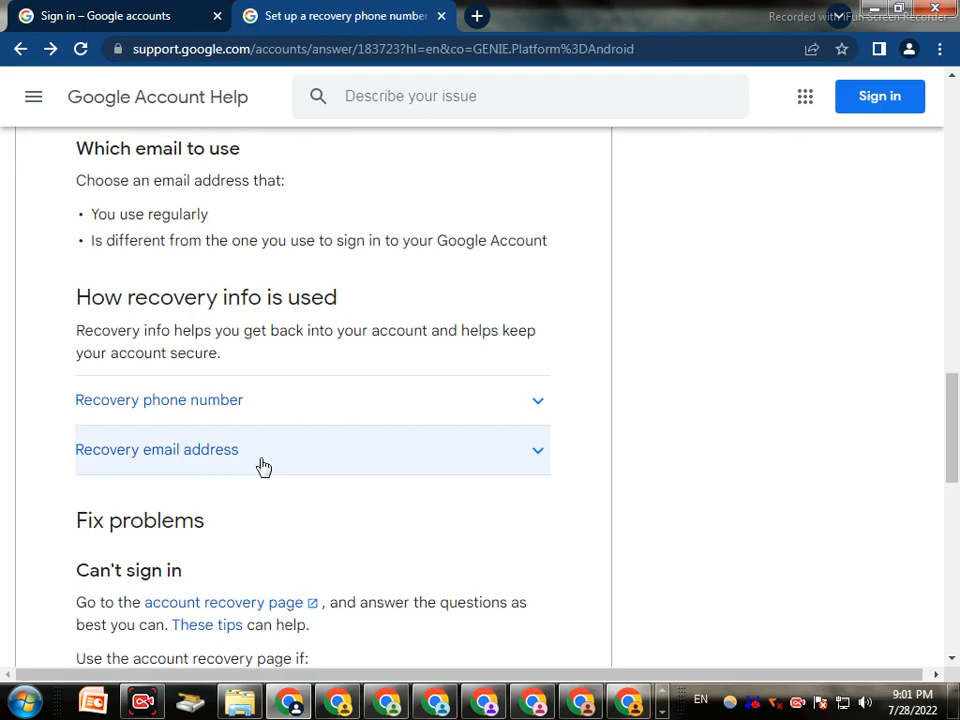 Sign in – Google accounts
Set up a recovery phone number
Recorded with iFun Screen Recorder
support.google.com/accounts/answer/183723?hl=en&co=GENIE.Platform%3DAndroid
Google Account Help
Describe your issue
Sign in
Which email to use
Choose an email address that:
• You use regularly
• Is different from the one you use to sign in to your Google Account
How recovery info is used
Recovery info helps you get back into your account and helps keep
your account secure.
Recovery phone number
Recovery email address
Fix problems
Can't sign in
Go to the account recovery page , and answer the questions as
best you can. These tips can help.
Use the account recovery page if:
EN
9:01 PM
7/28/2022